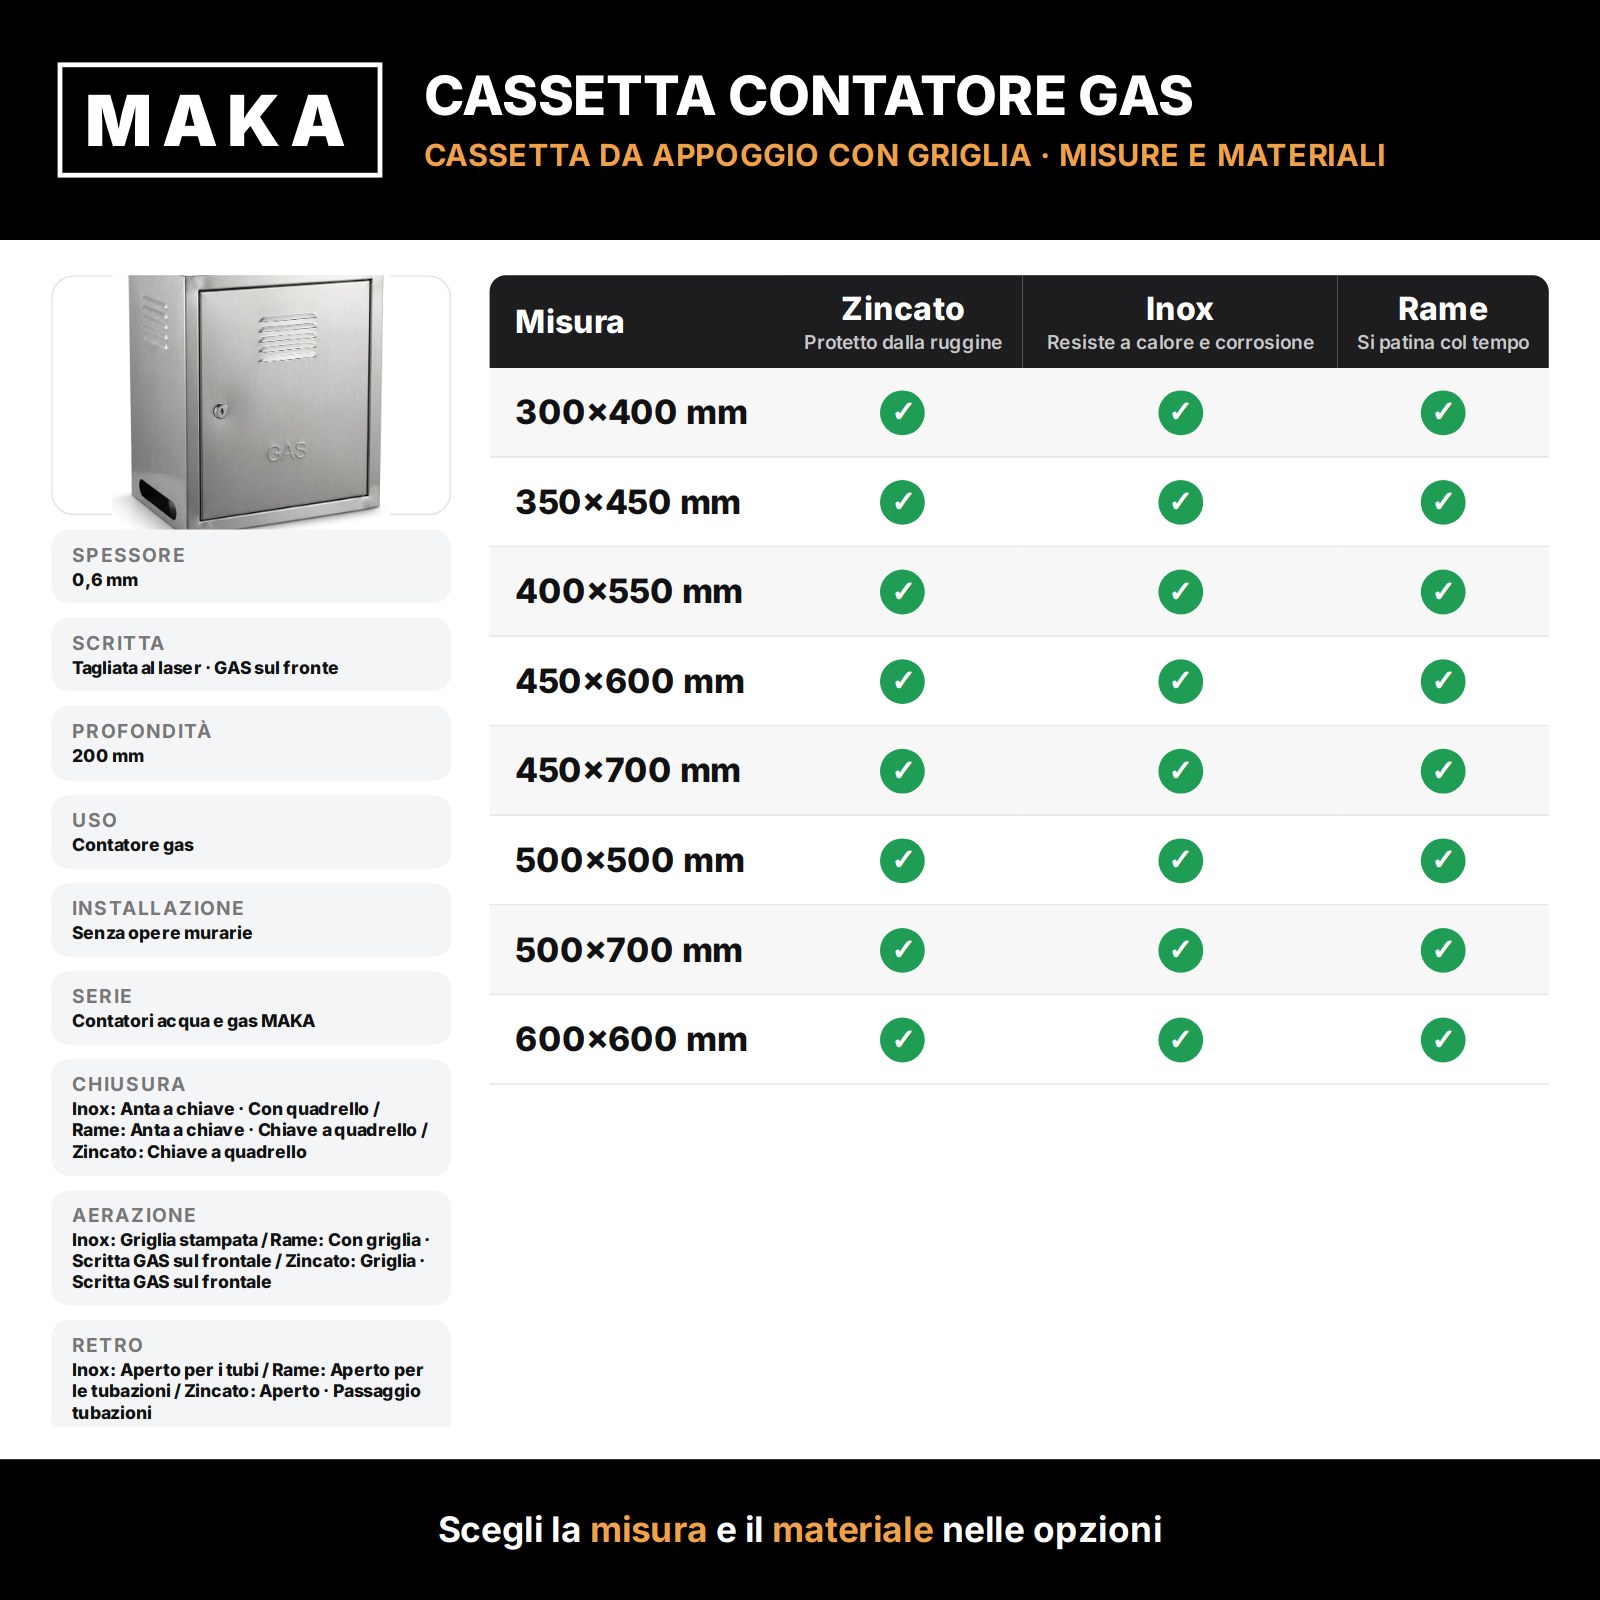 MAKA
CASSETTA CONTATORE GAS
CASSETTA DA APPOGGIO CON GRIGLIA · MISURE E MATERIALI
GAS
SPESSORE
0,6 mm
SCRITTA
Tagliata al laser · GAS sul fronte
PROFONDITÀ
200 mm
USO
Contatore gas
INSTALLAZIONE
Senza opere murarie
SERIE
Contatori acqua e gas MAKA
CHIUSURA
Inox: Anta a chiave · Con quadrello /
Rame: Anta a chiave · Chiave a quadrello /
Zincato: Chiave a quadrello
AERAZIONE
Inox: Griglia stampata / Rame: Con griglia ·
Scritta GAS sul frontale / Zincato: Griglia ·
Scritta GAS sul frontale
RETRO
Inox: Aperto per i tubi / Rame: Aperto per
le tubazioni / Zincato: Aperto · Passaggio
tubazioni
Misura Zincato Inox Rame
Protetto dalla ruggine Resiste a calore e corrosione Si patina col tempo
300×400 mm ✓ ✓ ✓
350×450 mm ✓ ✓ ✓
400×550 mm ✓ ✓ ✓
450×600 mm ✓ ✓ ✓
450×700 mm ✓ ✓ ✓
500×500 mm ✓ ✓ ✓
500×700 mm ✓ ✓ ✓
600×600 mm ✓ ✓ ✓
Scegli la misura e il materiale nelle opzioni